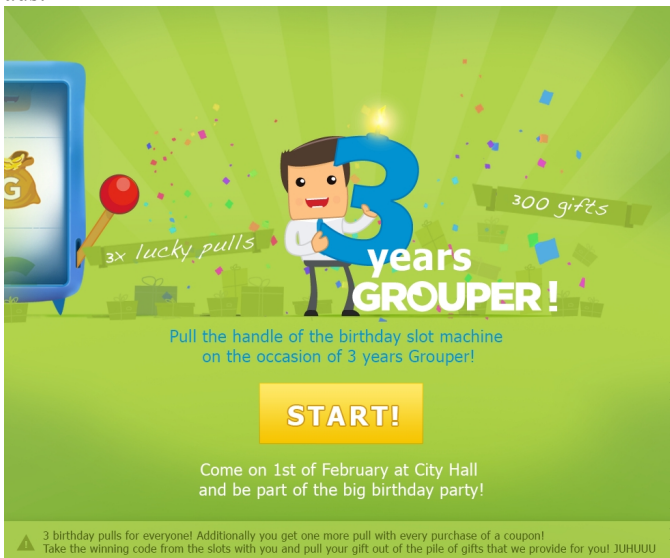 G
3x lucky pulls
300 gifts
3
years
GROUPER!
Pull the handle of the birthday slot machine
on the occasion of 3 years Grouper!
START!
Come on 1st of February at City Hall
and be part of the big birthday party!
3 birthday pulls for everyone! Additionally you get one more pull with every purchase of a coupon!
Take the winning code from the slots with you and pull your gift out of the pile of gifts that we provide for you! JUHUUU